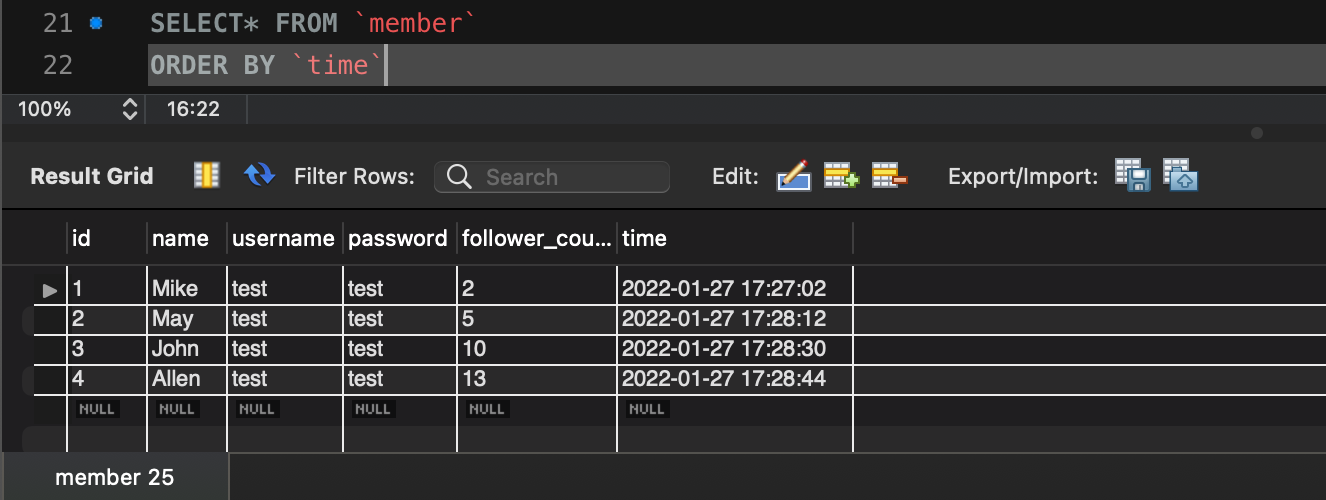 21 SELECT* FROM `member`
22 ORDER BY `time`
100% 16:22
Result Grid Filter Rows: Search Edit: Export/Import:
id name username password follower_cou... time
1 Mike test test 2 2022-01-27 17:27:02
2 May test test 5 2022-01-27 17:28:12
3 John test test 10 2022-01-27 17:28:30
4 Allen test test 13 2022-01-27 17:28:44
NULL NULL NULL NULL NULL NULL
member 25